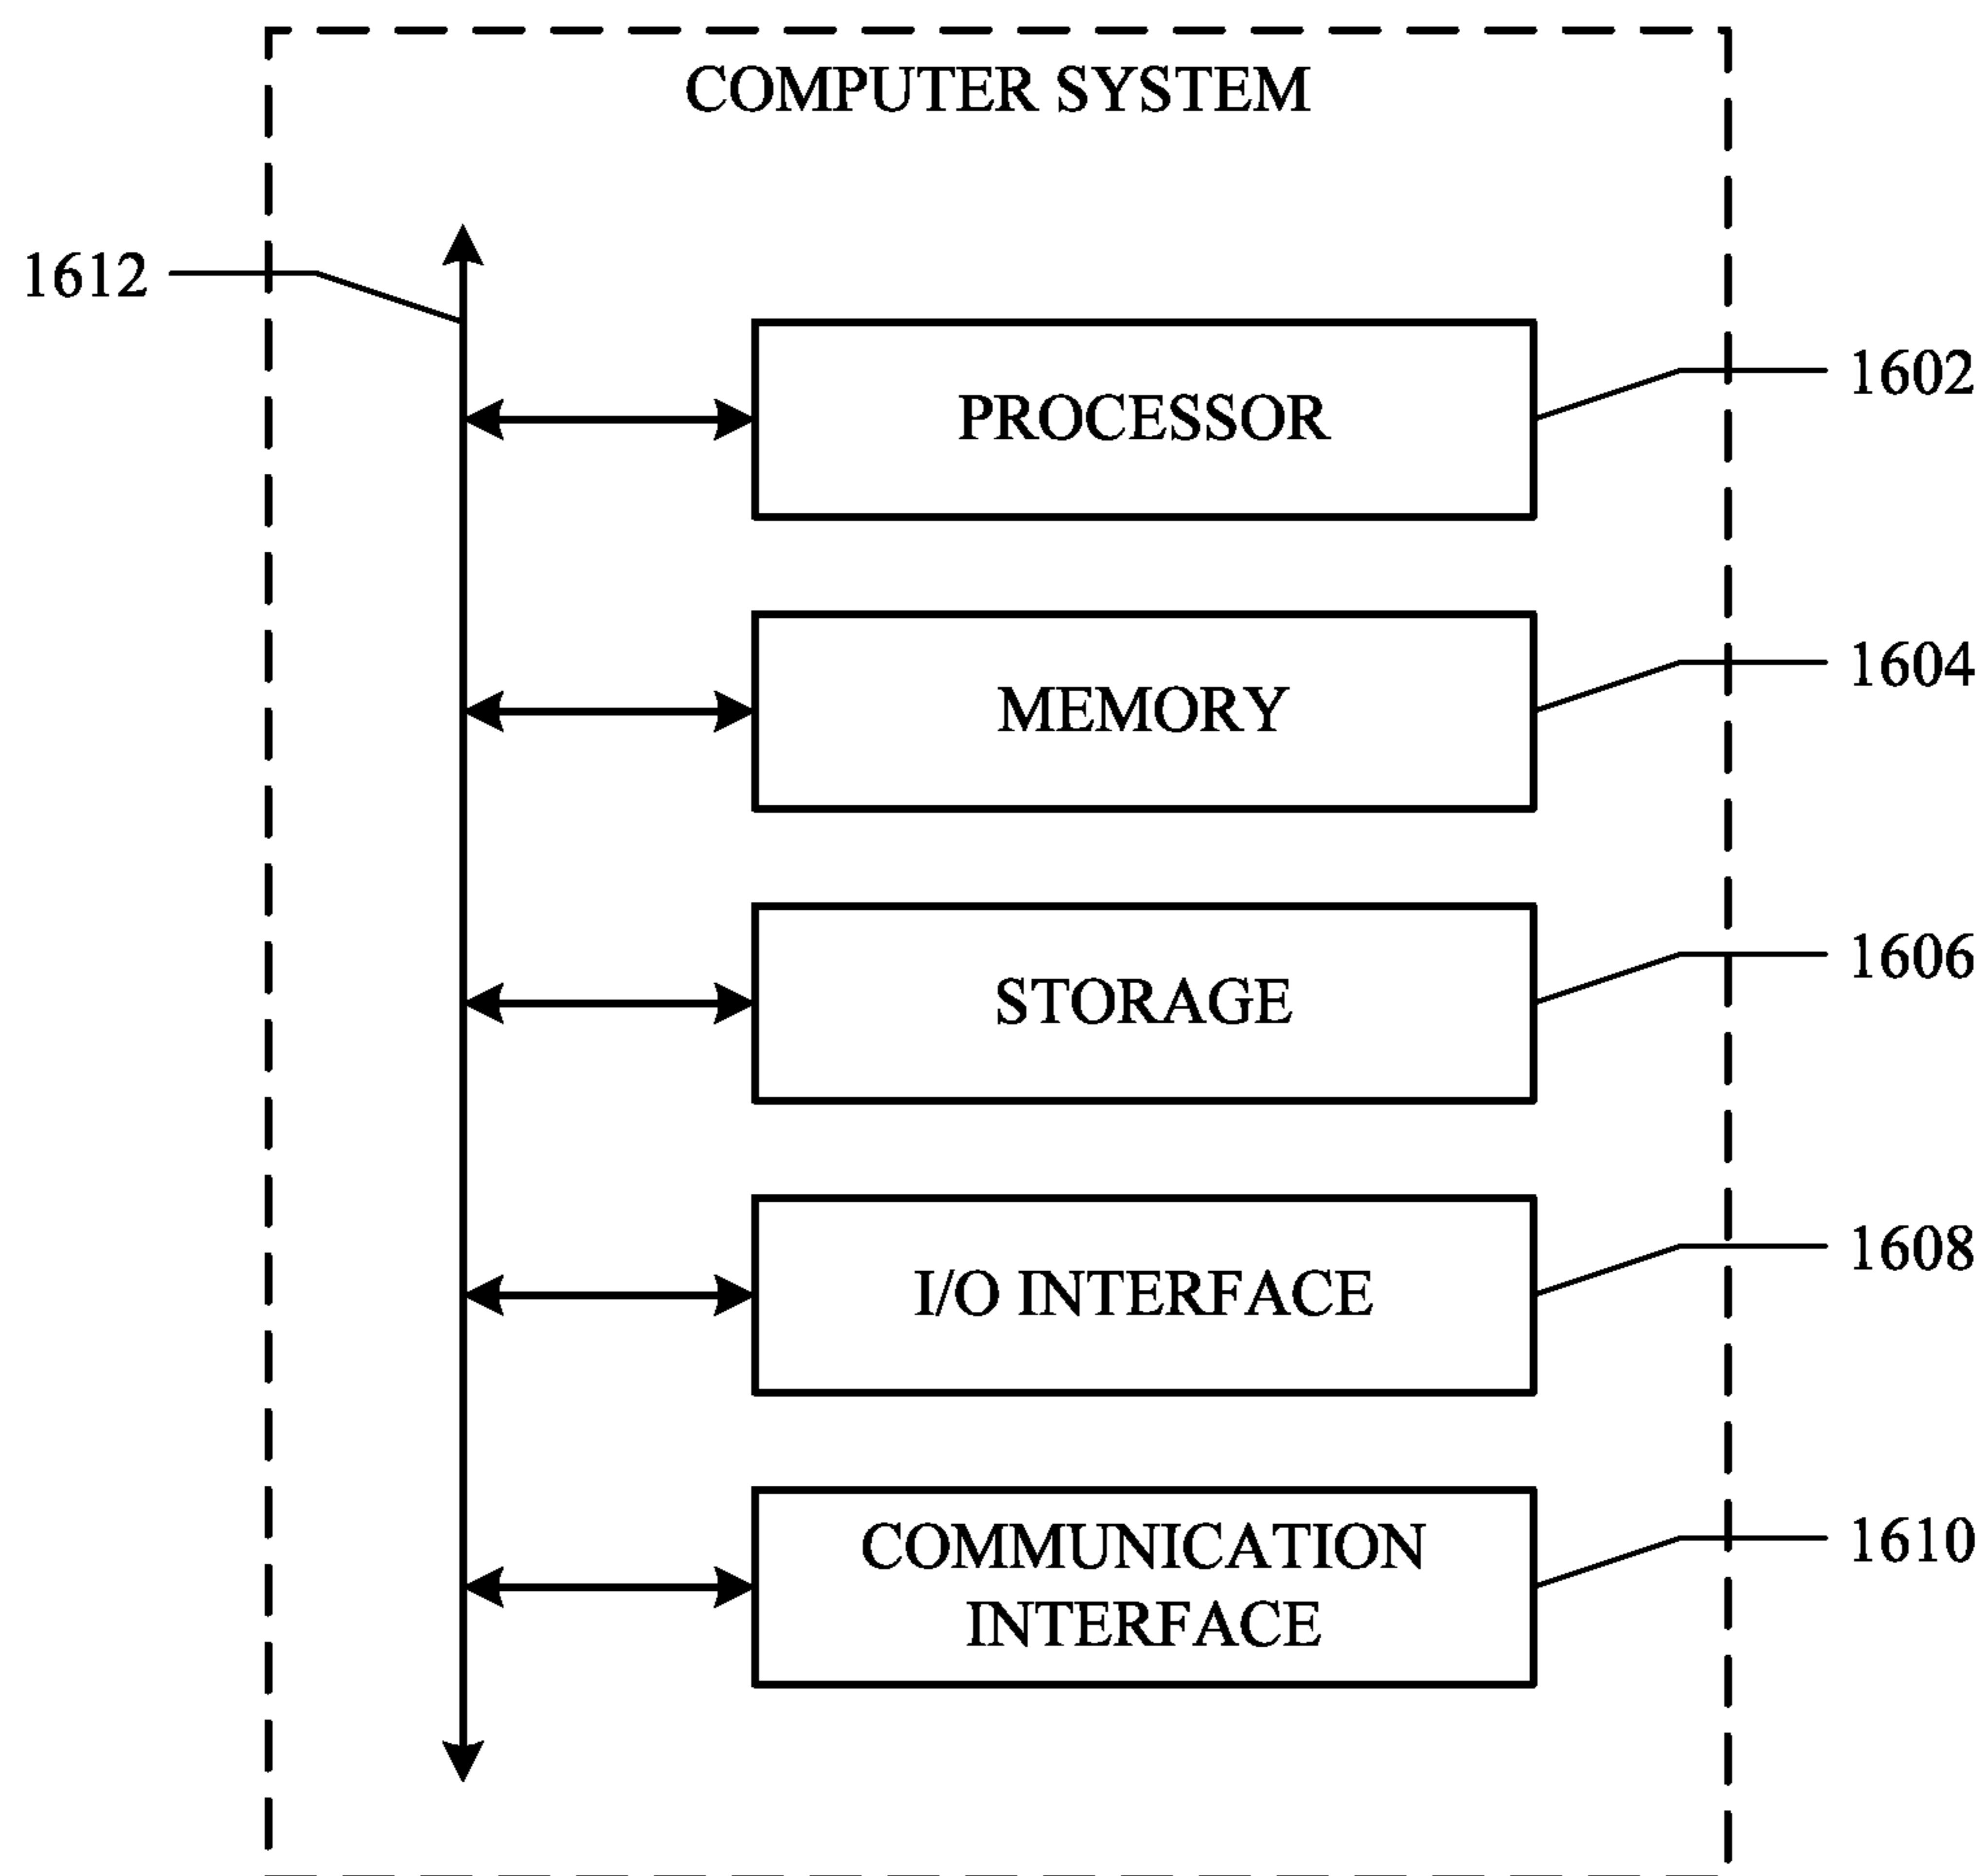 COMPUTER SYSTEM
1612
1602
PROCESSOR
1604
MEMORY
1606
STORAGE
1608
I/O INTERFACE
1610
COMMUNICATION
INTERFACE